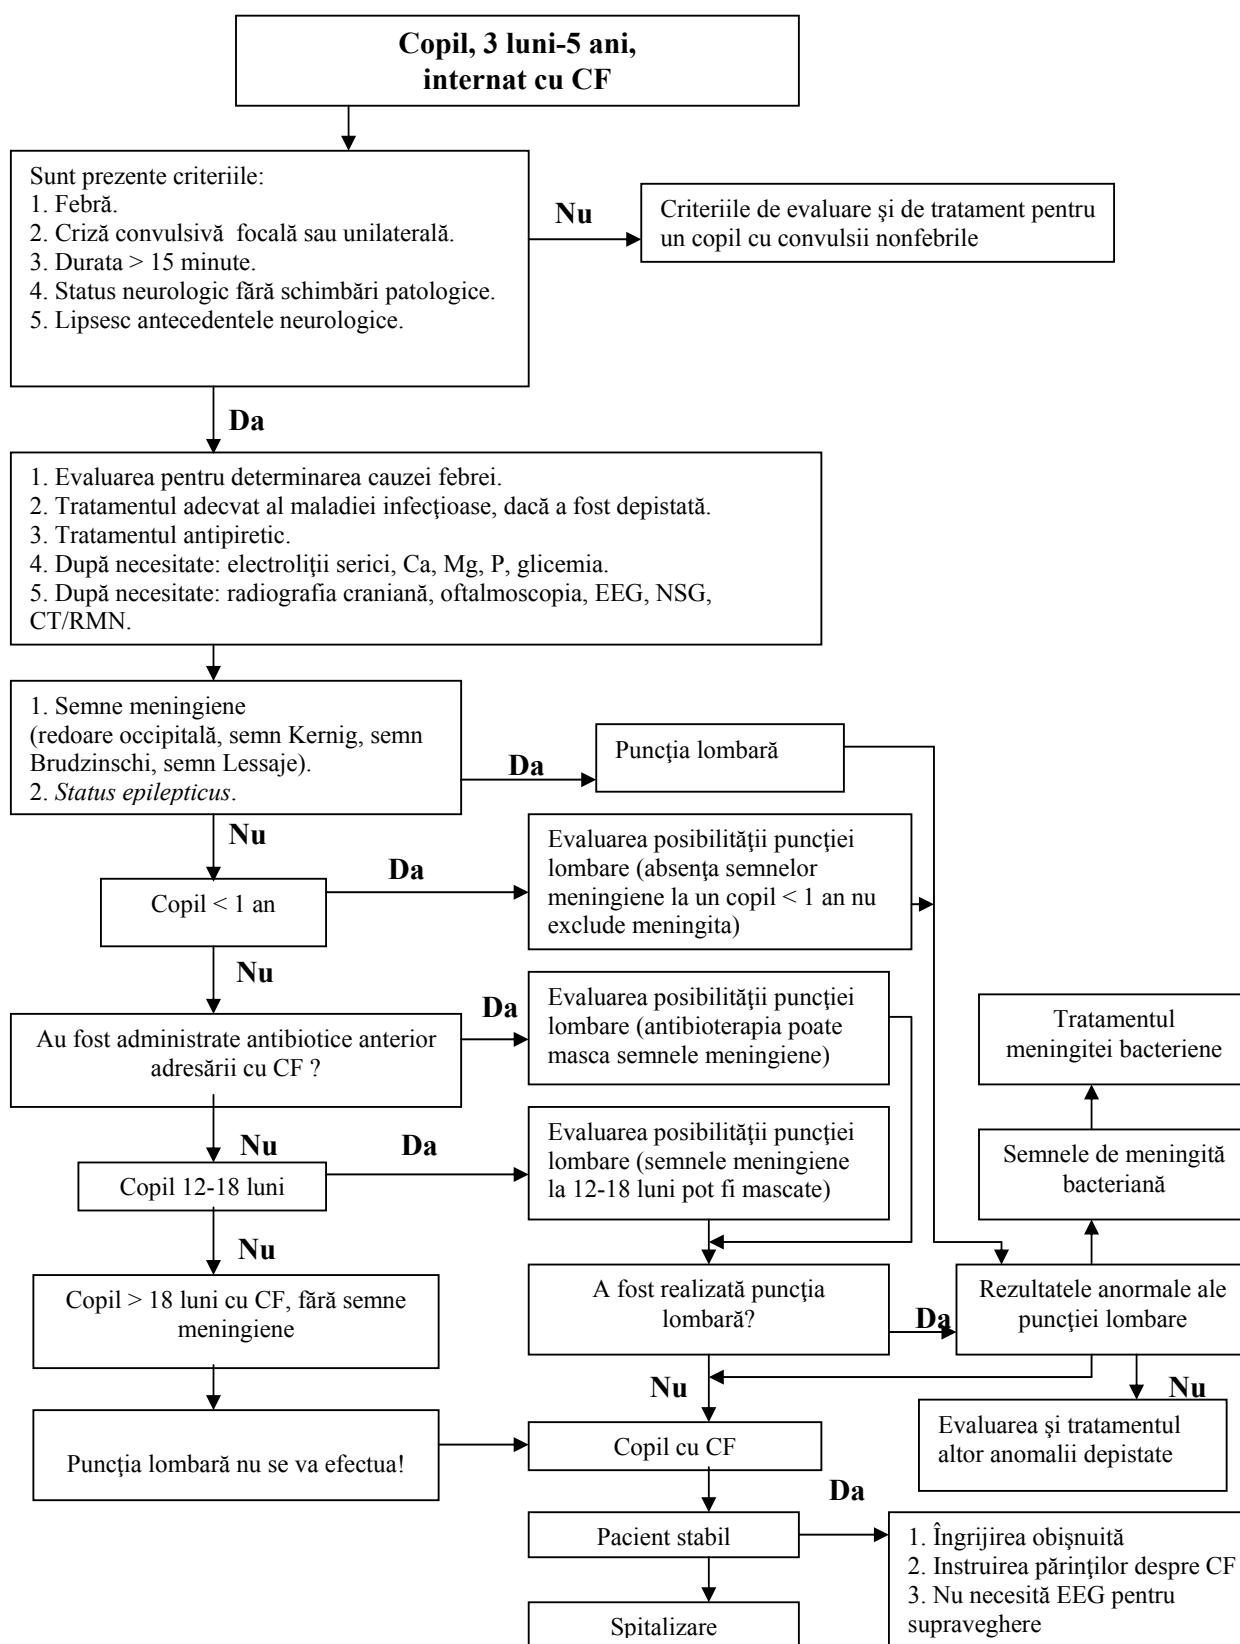 Copil, 3 luni-5 ani,
internat cu CF
Sunt prezente criteriile:
1. Febră.
2. Criză convulsivă focală sau unilaterală.
3. Durata > 15 minute.
4. Status neurologic fără schimbări patologice.
5. Lipsesc antecedentele neurologice.
Nu
Criteriile de evaluare şi de tratament pentru
un copil cu convulsii nonfebrile
Da
1. Evaluarea pentru determinarea cauzei febrei.
2. Tratamentul adecvat al maladiei infecţioase, dacă a fost depistată.
3. Tratamentul antipiretic.
4. După necesitate: electroliţii serici, Ca, Mg, P, glicemia.
5. După necesitate: radiografia craniană, oftalmoscopia, EEG, NSG,
CT/RMN.
1. Semne meningiene
(redoare occipitală, semn Kernig, semn
Brudzinschi, semn Lessaje).
2. Status epilepticus.
Da
Puncţia lombară
Nu
Copil < 1 an
Da
Evaluarea posibilităţii puncţiei
lombare (absenţa semnelor
meningiene la un copil < 1 an nu
exclude meningita)
Nu
Au fost administrate antibiotice anterior
adresării cu CF ?
Da
Evaluarea posibilităţii puncţiei
lombare (antibioterapia poate
masca semnele meningiene)
Tratamentul
meningitei bacteriene
Nu
Copil 12-18 luni
Da
Evaluarea posibilităţii puncţiei
lombare (semnele meningiene
la 12-18 luni pot fi mascate)
Semnele de meningită
bacteriană
Nu
Copil > 18 luni cu CF, fără semne
meningiene
A fost realizată puncţia
lombară?
Da
Rezultatele anormale ale
puncţiei lombare
Nu
Nu
Puncţia lombară nu se va efectua!
Copil cu CF
Evaluarea şi tratamentul
altor anomalii depistate
Da
Pacient stabil
1. Îngrijirea obişnuită
2. Instruirea părinţilor despre CF
3. Nu necesită EEG pentru
supraveghere
Spitalizare